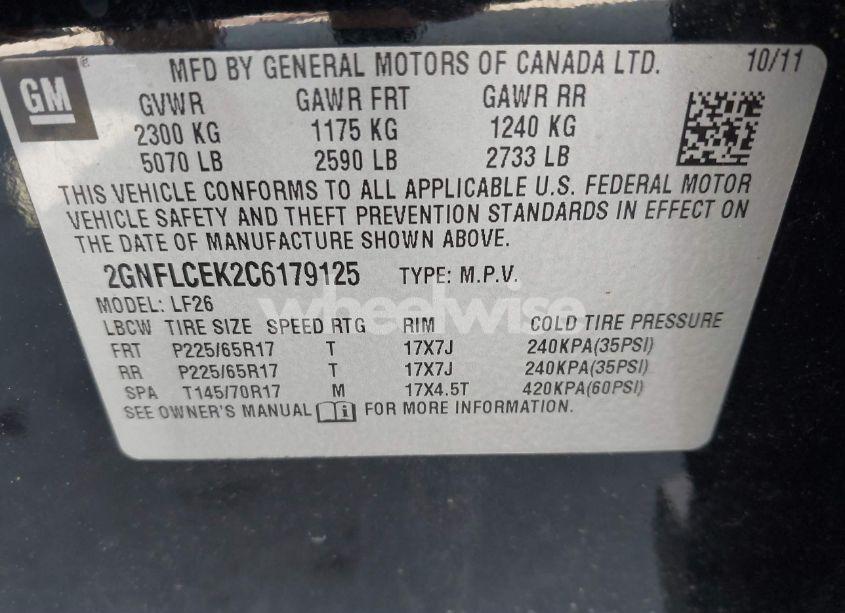 GM ® MFD BY GENERAL MOTORS OF CANADA LTD. 10/11
GVWR GAWR FRT GAWR RR
2300 KG 1175 KG 1240 KG
5070 LB 2590 LB 2733 LB
THIS VEHICLE CONFORMS TO ALL APPLICABLE U.S. FEDERAL MOTOR
VEHICLE SAFETY AND THEFT PREVENTION STANDARDS IN EFFECT ON
THE DATE OF MANUFACTURE SHOWN ABOVE.
2GNFLCEK2C6179125 TYPE: M.P.V.
MODEL: LF26
wheelwise
LBCW TIRE SIZE SPEED RTG RIM COLD TIRE PRESSURE
FRT P225/65R17 T 17X7J 240KPA(35PSI)
RR P225/65R17 T 17X7J 240KPA(35PSI)
SPA T145/70R17 M 17X4.5T 420KPA(60PSI)
SEE OWNER'S MANUAL i FOR MORE INFORMATION.